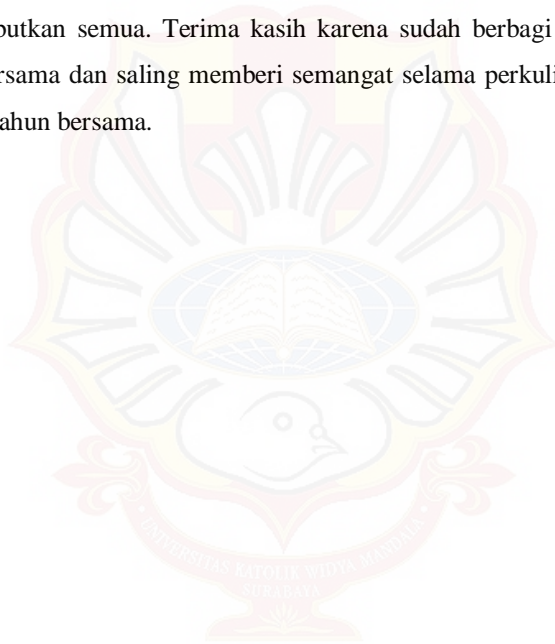 butkan semua. Terima kasih karena sudah berbagi
rsama dan saling memberi semangat selama perkuli
ahun bersama.
UNIVERSITAS KATOLIK WIDYA MANDALA
SURABAYA